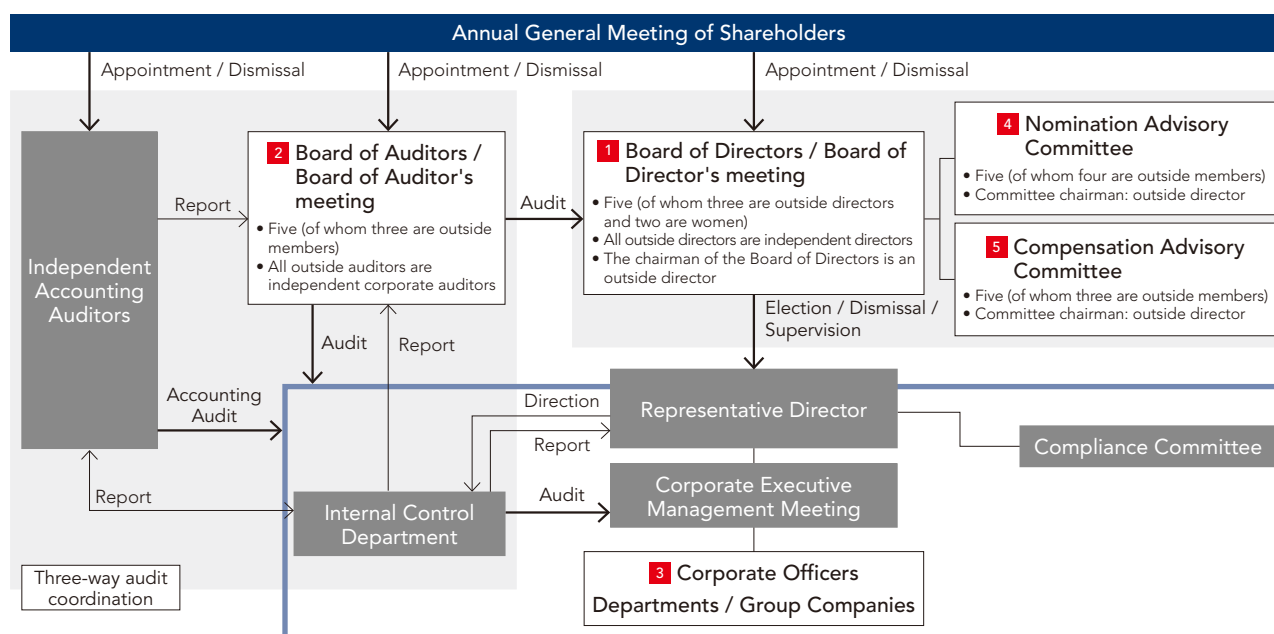 Annual General Meeting of Shareholders
Appointment / Dismissal
Appointment / Dismissal
Appointment / Dismissal
Independent
Accounting
Auditors
Report
2 Board of Auditors /
Board of Auditor's
meeting
• Five (of whom three are outside
members)
• All outside auditors are
independent corporate auditors
Audit
1 Board of Directors / Board of
Director's meeting
• Five (of whom three are outside directors
and two are women)
• All outside directors are independent directors
• The chairman of the Board of Directors is an
outside director
4 Nomination Advisory
Committee
• Five (of whom four are outside members)
• Committee chairman: outside director
5 Compensation Advisory
Committee
• Five (of whom three are outside members)
• Committee chairman: outside director
Audit
Report
Election / Dismissal /
Supervision
Accounting
Audit
Direction
Report
Representative Director
Compliance Committee
Report
Internal Control
Department
Audit
Corporate Executive
Management Meeting
Three-way audit
coordination
3 Corporate Officers
Departments / Group Companies